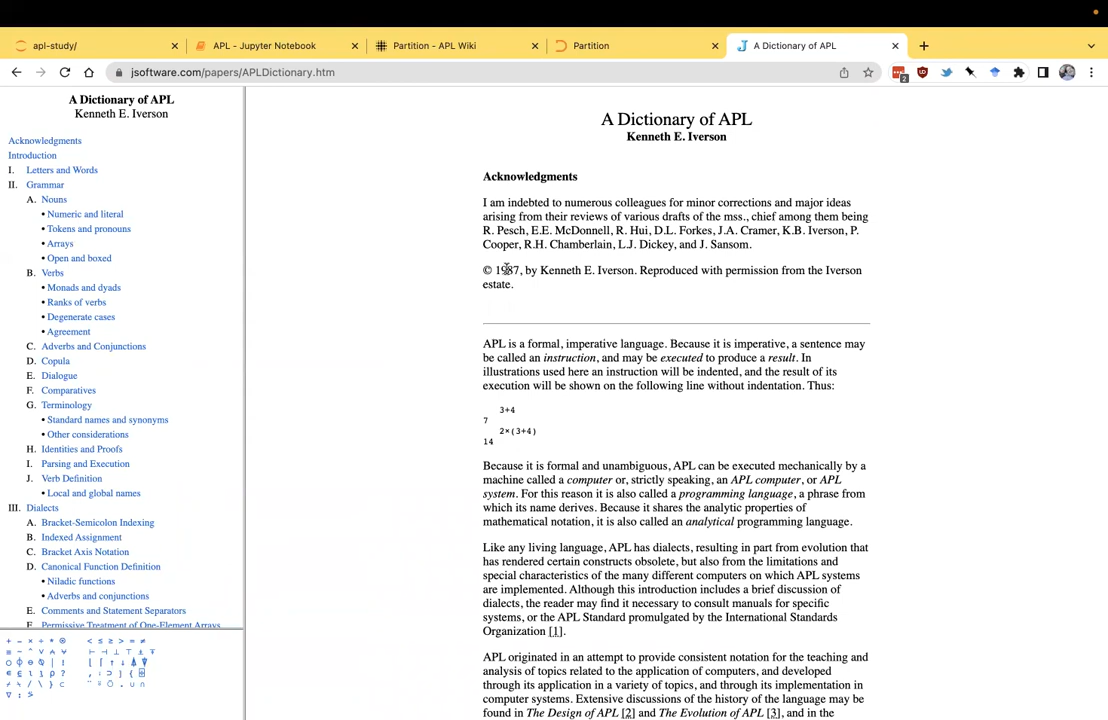 apl-study/
APL - Jupyter Notebook
Partition - APL Wiki
Partition
A Dictionary of APL
jsoftware.com/papers/APLDictionary.htm
2
A Dictionary of APL
Kenneth E. Iverson
Acknowledgments
Introduction
I. Letters and Words
II. Grammar
A. Nouns
• Numeric and literal
• Tokens and pronouns
• Arrays
• Open and boxed
B. Verbs
• Monads and dyads
• Ranks of verbs
• Degenerate cases
• Agreement
C. Adverbs and Conjunctions
D. Copula
E. Dialogue
F. Comparatives
G. Terminology
• Standard names and synonyms
• Other considerations
H. Identities and Proofs
I. Parsing and Execution
J. Verb Definition
• Local and global names
III. Dialects
A. Bracket-Semicolon Indexing
B. Indexed Assignment
C. Bracket Axis Notation
D. Canonical Function Definition
• Niladic functions
• Adverbs and conjunctions
E. Comments and Statement Separators
F. Permissive Treatment of One-Element Arrays
A Dictionary of APL
Kenneth E. Iverson
Acknowledgments
I am indebted to numerous colleagues for minor corrections and major ideas
arising from their reviews of various drafts of the mss., chief among them being
R. Pesch, E.E. McDonnell, R. Hui, D.L. Forkes, J.A. Cramer, K.B. Iverson, P.
Cooper, R.H. Chamberlain, L.J. Dickey, and J. Sansom.
© 1987, by Kenneth E. Iverson. Reproduced with permission from the Iverson
estate.
APL is a formal, imperative language. Because it is imperative, a sentence may
be called an instruction, and may be executed to produce a result. In
illustrations used here an instruction will be indented, and the result of its
execution will be shown on the following line without indentation. Thus:
3+4
7
2×(3+4)
14
Because it is formal and unambiguous, APL can be executed mechanically by a
machine called a computer or, strictly speaking, an APL computer, or APL
system. For this reason it is also called a programming language, a phrase from
which its name derives. Because it shares the analytic properties of
mathematical notation, it is also called an analytical programming language.
Like any living language, APL has dialects, resulting in part from evolution that
has rendered certain constructs obsolete, but also from the limitations and
special characteristics of the many different computers on which APL systems
are implemented. Although this introduction includes a brief discussion of
dialects, the reader may find it necessary to consult manuals for specific
systems, or the APL Standard promulgated by the International Standards
Organization [1].
APL originated in an attempt to provide consistent notation for the teaching and
analysis of topics related to the application of computers, and developed
through its application in a variety of topics, and through its implementation in
computer systems. Extensive discussions of the history of the language may be
found in The Design of APL [2] and The Evolution of APL [3], and in the